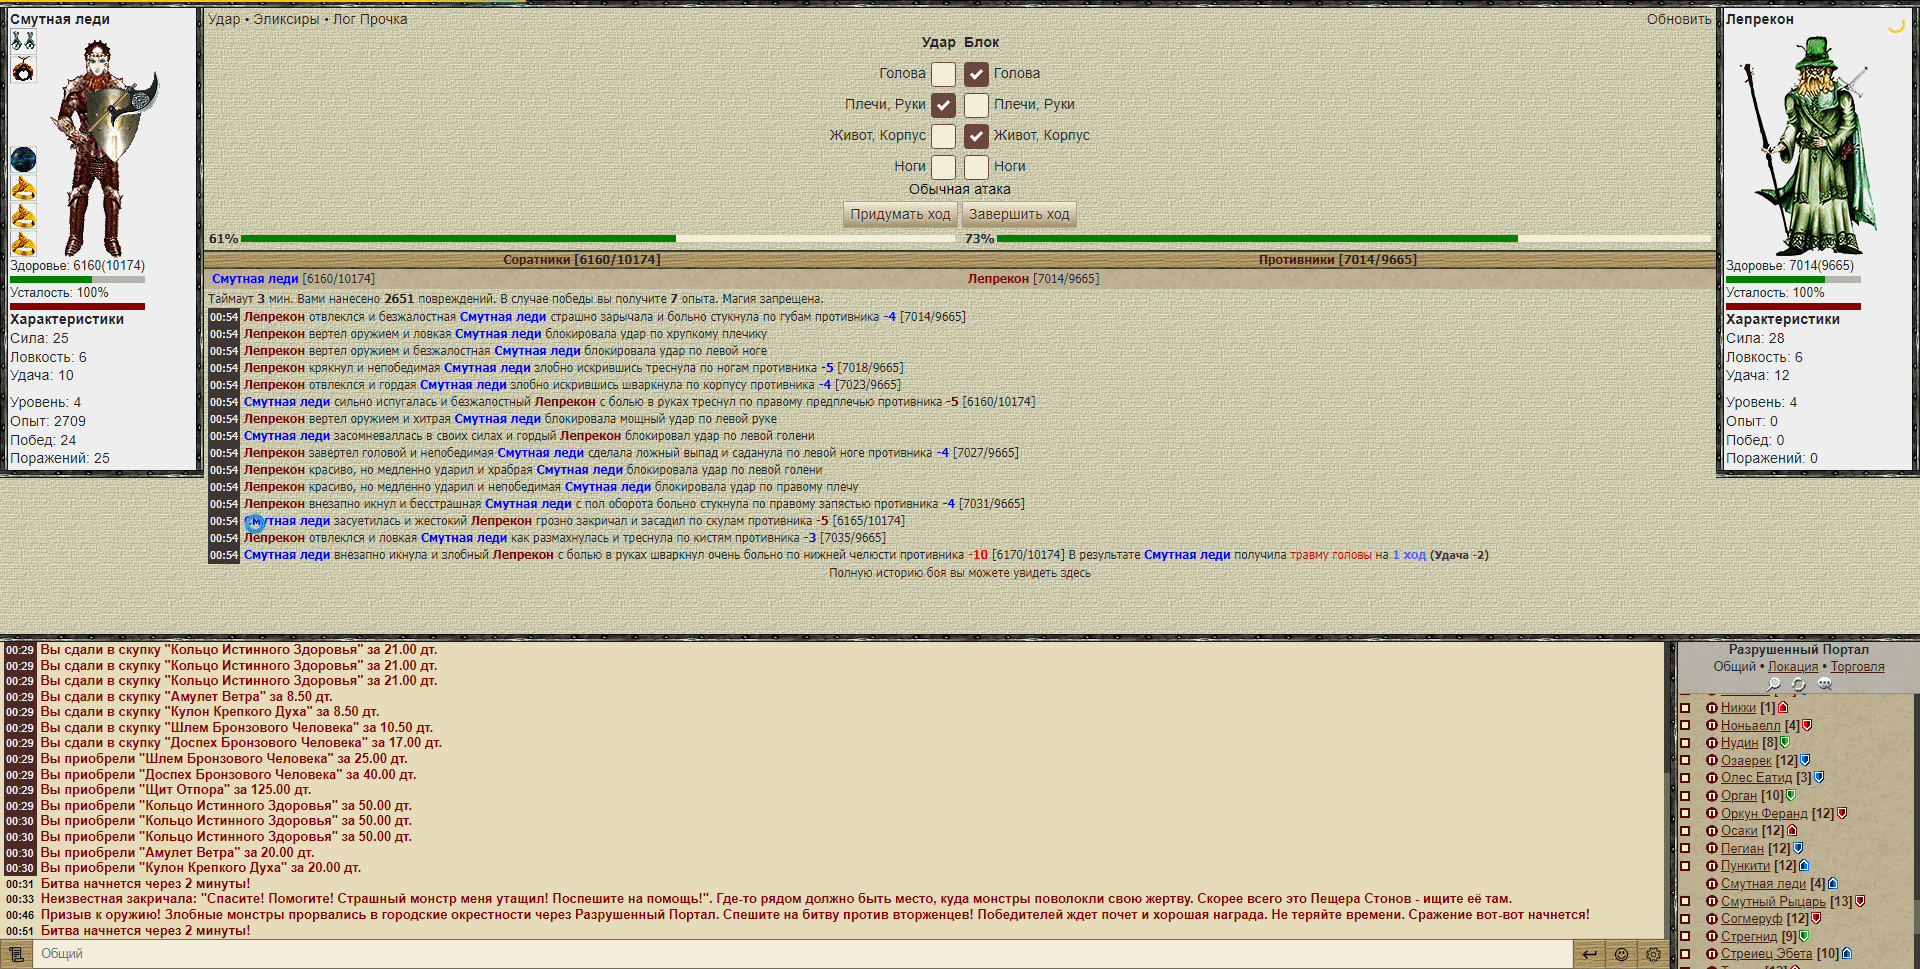 Смутная леди
Здоровье: 6160(10174)
Усталость: 100%
Характеристики
Сила: 25
Ловкость: 6
Удача: 10
Уровень: 4
Опыт: 2709
Побед: 24
Поражений: 25
Удар • Эликсиры • Лог Прочка
Обновить
Удар Блок
Голова Голова
Плечи, Руки Плечи, Руки
Живот, Корпус Живот, Корпус
Ноги Ноги
Обычная атака
Придумать ход Завершить ход
61% 73%
Соратники [6160/10174] Противники [7014/9665]
Смутная леди [6160/10174] Лепрекон [7014/9665]
Таймаут 3 мин. Вами нанесено 2651 повреждений. В случае победы вы получите 7 опыта. Магия запрещена.
00:54 Лепрекон отвлекся и безжалостная Смутная леди страшно зарычала и больно стукнула по губам противника -4 [7014/9665]
00:54 Лепрекон вертел оружием и ловкая Смутная леди блокировала удар по хрупкому плечику
00:54 Лепрекон вертел оружием и безжалостная Смутная леди блокировала удар по левой ноге
00:54 Лепрекон крякнул и непобедимая Смутная леди злобно искрившись треснула по ногам противника -5 [7018/9665]
00:54 Лепрекон отвлекся и гордая Смутная леди злобно искрившись шваркнула по корпусу противника -4 [7023/9665]
00:54 Смутная леди сильно испугалась и безжалостный Лепрекон с болью в руках треснул по правому предплечью противника -5 [6160/10174]
00:54 Лепрекон вертел оружием и хитрая Смутная леди блокировала мощный удар по левой руке
00:54 Смутная леди засомневаллась в своих силах и гордый Лепрекон блокировал удар по левой голени
00:54 Лепрекон завертел головой и непобедимая Смутная леди сделала ложный выпад и саданула по левой ноге противника -4 [7027/9665]
00:54 Лепрекон красиво, но медленно ударил и храбрая Смутная леди блокировала удар по левой голени
00:54 Лепрекон красиво, но медленно ударил и непобедимая Смутная леди блокировала удар по правому плечу
00:54 Лепрекон внезапно икнул и бесстрашная Смутная леди с пол оборота больно стукнула по правому запястью противника -4 [7031/9665]
00:54 Смутная леди засуетилась и жестокий Лепрекон грозно закричал и засадил по скулам противника -5 [6165/10174]
00:54 Лепрекон отвлекся и ловкая Смутная леди как размахнулась и треснула по кистям противника -3 [7035/9665]
00:54 Смутная леди внезапно икнула и злобный Лепрекон с болью в руках шваркнул очень больно по нижней челюсти противника -10 [6170/10174] В результате Смутная леди получила травму головы на 1 ход (Удача -2)
Полную историю боя вы можете увидеть здесь
Лепрекон
Здоровье: 7014(9665)
Усталость: 100%
Характеристики
Сила: 28
Ловкость: 6
Удача: 12
Уровень: 4
Опыт: 0
Побед: 0
Поражений: 0
00:29 Вы сдали в скупку "Кольцо Истинного Здоровья" за 21.00 дт.
00:29 Вы сдали в скупку "Кольцо Истинного Здоровья" за 21.00 дт.
00:29 Вы сдали в скупку "Кольцо Истинного Здоровья" за 21.00 дт.
00:29 Вы сдали в скупку "Амулет Ветра" за 8.50 дт.
00:29 Вы сдали в скупку "Кулон Крепкого Духа" за 8.50 дт.
00:29 Вы сдали в скупку "Шлем Бронзового Человека" за 10.50 дт.
00:29 Вы сдали в скупку "Доспех Бронзового Человека" за 17.00 дт.
00:29 Вы приобрели "Шлем Бронзового Человека" за 25.00 дт.
00:29 Вы приобрели "Доспех Бронзового Человека" за 40.00 дт.
00:29 Вы приобрели "Щит Отпора" за 125.00 дт.
00:29 Вы приобрели "Кольцо Истинного Здоровья" за 50.00 дт.
00:30 Вы приобрели "Кольцо Истинного Здоровья" за 50.00 дт.
00:30 Вы приобрели "Кольцо Истинного Здоровья" за 50.00 дт.
00:30 Вы приобрели "Амулет Ветра" за 20.00 дт.
00:30 Вы приобрели "Кулон Крепкого Духа" за 20.00 дт.
00:31 Битва начнется через 2 минуты!
00:33 Неизвестная закричала: "Спасите! Помогите! Страшный монстр меня утащил! Поспешите на помощь!". Где-то рядом должно быть место, куда монстры поволокли свою жертву. Скорее всего это Пещера Стонов - ищите её там.
00:46 Призыв к оружию! Злобные монстры прорвались в городские окрестности через Разрушенный Портал. Спешите на битву против вторженцев! Победителей ждет почет и хорошая награда. Не теряйте времени. Сражение вот-вот начнется!
00:51 Битва начнется через 2 минуты!
Общий
Разрушенный Портал
Общий • Локация • Торговля
Никки [1]
Ноньаелл [4]
Нудин [8]
Озаерек [12]
Олес Еатид [3]
Орган [10]
Оркун Феранд [12]
Осаки [12]
Пегиан [12]
Пункити [12]
Смутная леди [4]
Смутный Рыцарь [13]
Согмеруф [12]
Стрегнид [9]
Стреиец Эбета [10]